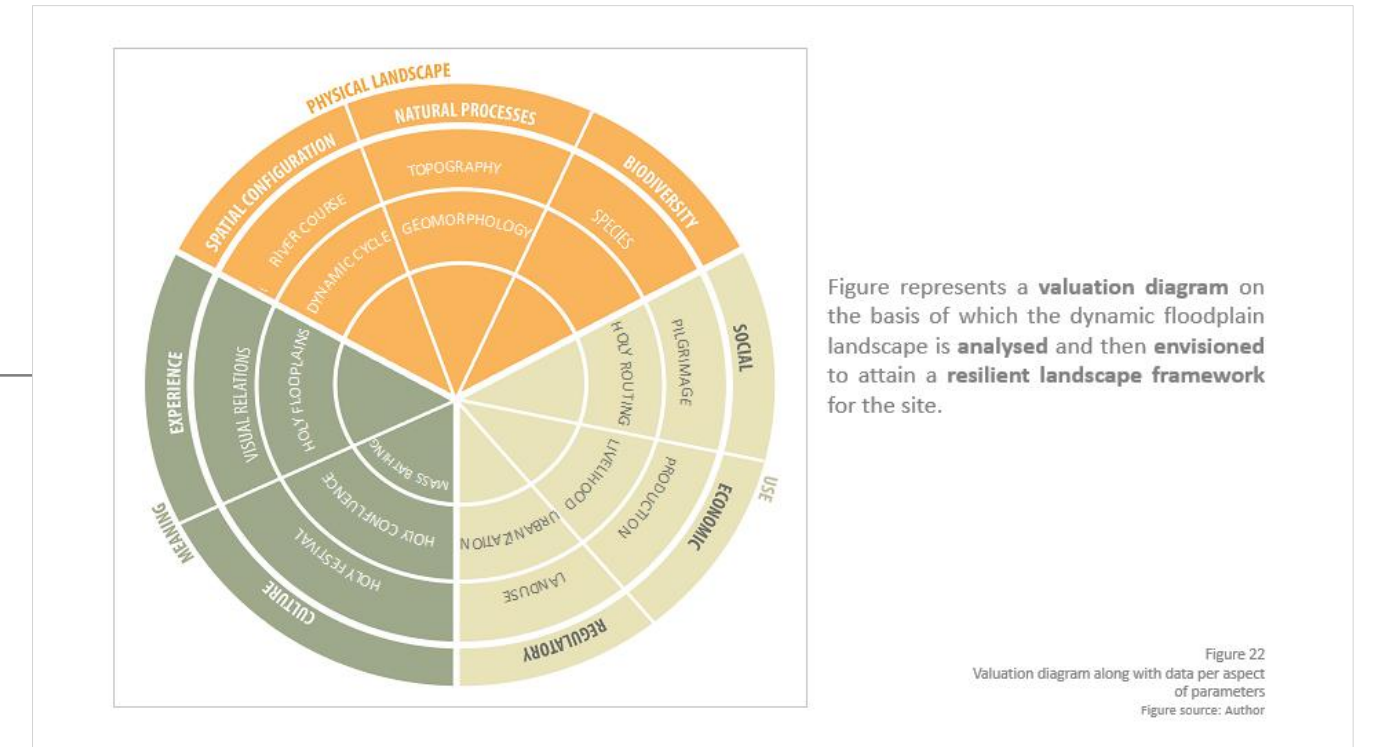 PHYSICAL LANDSCAPE
SPATIAL CONFIGURATION
NATURAL PROCESSES
BIODIVERSITY
RIVER COURSE
TOPOGRAPHY
SPECIES
DYNAMIC CYCLE
GEOMORPHOLOGY
EXPERIENCE
VISUAL RELATIONS
HOLY FLOODPLAINS
HOLY ROUTING
PILGRIMAGE
SOCIAL
MASS BATHING
HOLY CONFLUENCE
HOLY FESTIVAL
CULTURE
MEANING
LIVELIHOOD
PRODUCTION
ECONOMIC
USE
URBANIZATION
LANDUSE
REGULATORY
Figure represents a valuation diagram on
the basis of which the dynamic floodplain
landscape is analysed and then envisioned
to attain a resilient landscape framework
for the site.
Figure 22
Valuation diagram along with data per aspect
of parameters
Figure source: Author